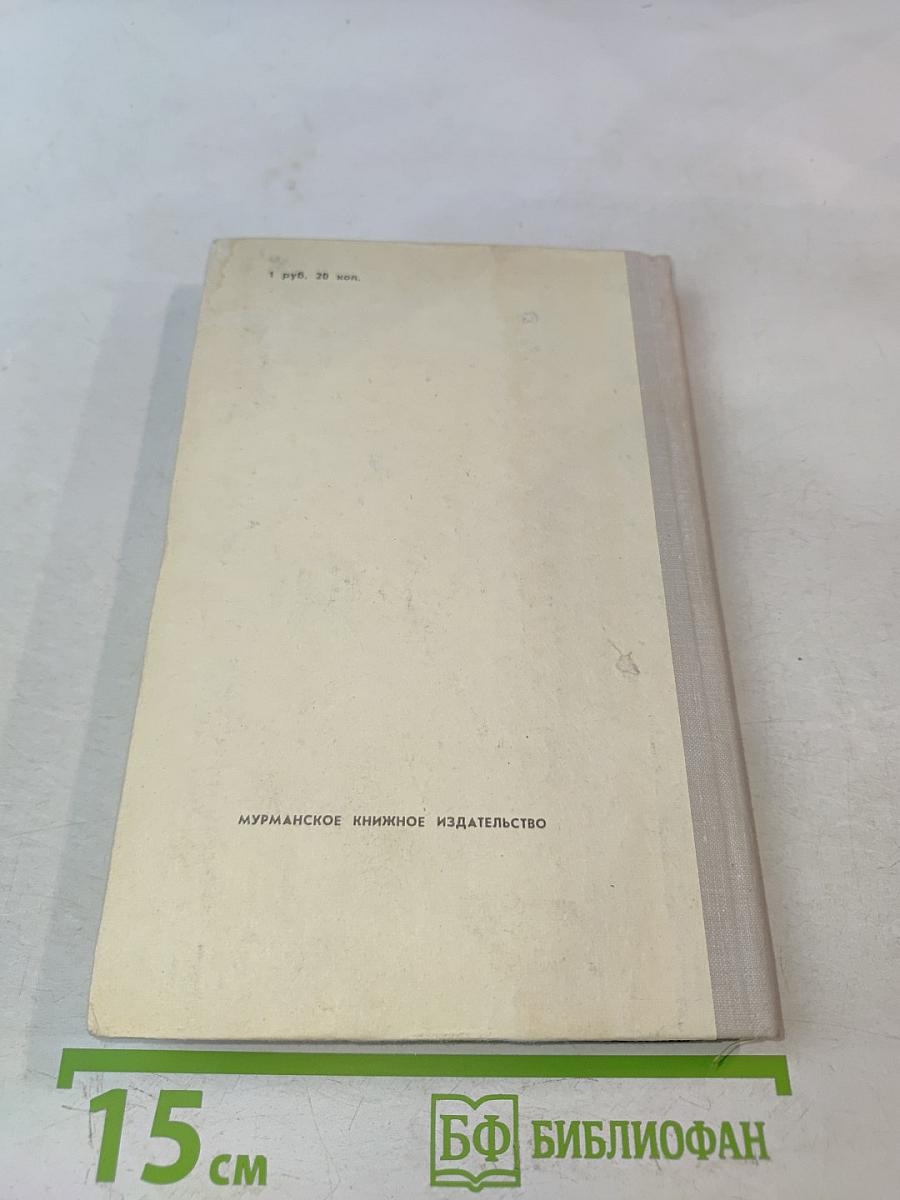 1 руб. 20 коп.
МУРМАНСКОЕ КНИЖНОЕ ИЗДАТЕЛЬСТВО
15 см
БФ БИБЛИОФАН